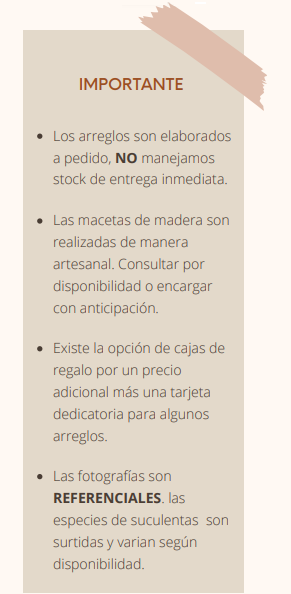 IMPORTANTE
• Los arreglos son elaborados
a pedido, NO manejamos
stock de entrega inmediata.
• Las macetas de madera son
realizadas de manera
artesanal. Consultar por
disponibilidad o encargar
con anticipación.
• Existe la opción de cajas de
regalo por un precio
adicional más una tarjeta
dedicatoria para algunos
arreglos.
• Las fotografías son
REFERENCIALES. las
especies de suculentas  son
surtidas y varian según
disponibilidad.